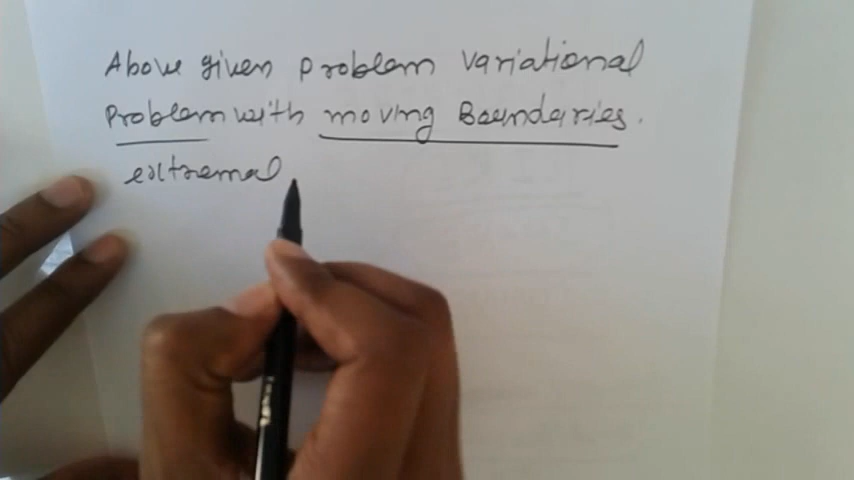 Above given problem variational
Problem with moving Boundaries.
extremal